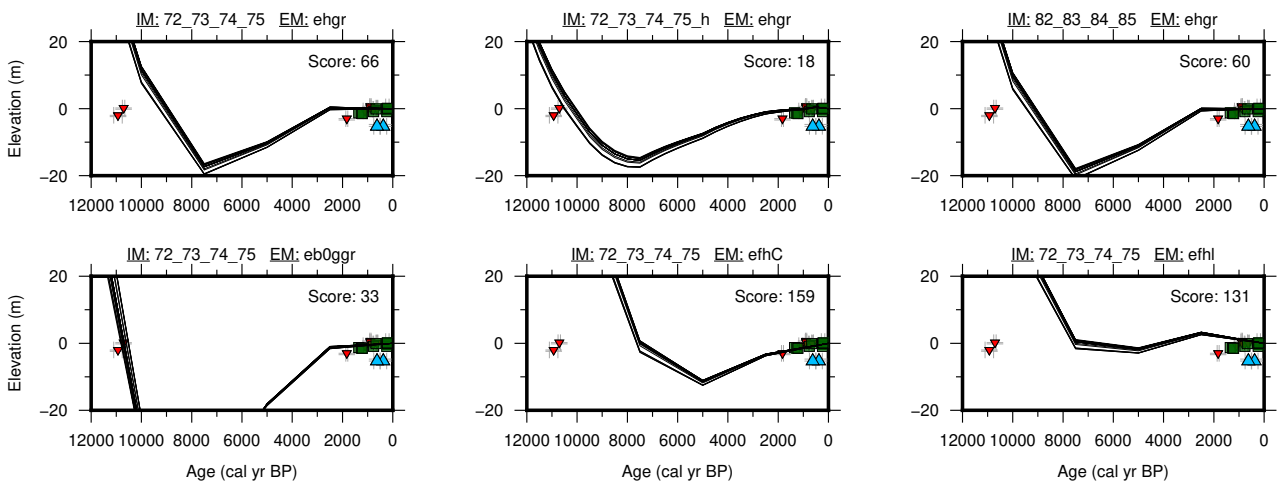 IM: 72_73_74_75 EM: ehgr
IM: 72_73_74_75_h EM: ehgr
IM: 82_83_84_85 EM: ehgr
20
0
−20
Elevation (m)
Score: 66
12000 10000 8000 6000 4000 2000 0
20
0
−20
Score: 18
12000 10000 8000 6000 4000 2000 0
20
0
−20
Score: 60
12000 10000 8000 6000 4000 2000 0
IM: 72_73_74_75 EM: eb0ggr
IM: 72_73_74_75 EM: efhC
IM: 72_73_74_75 EM: efhl
20
0
−20
Elevation (m)
Score: 33
12000 10000 8000 6000 4000 2000 0
Age (cal yr BP)
20
0
−20
Score: 159
12000 10000 8000 6000 4000 2000 0
Age (cal yr BP)
20
0
−20
Score: 131
12000 10000 8000 6000 4000 2000 0
Age (cal yr BP)